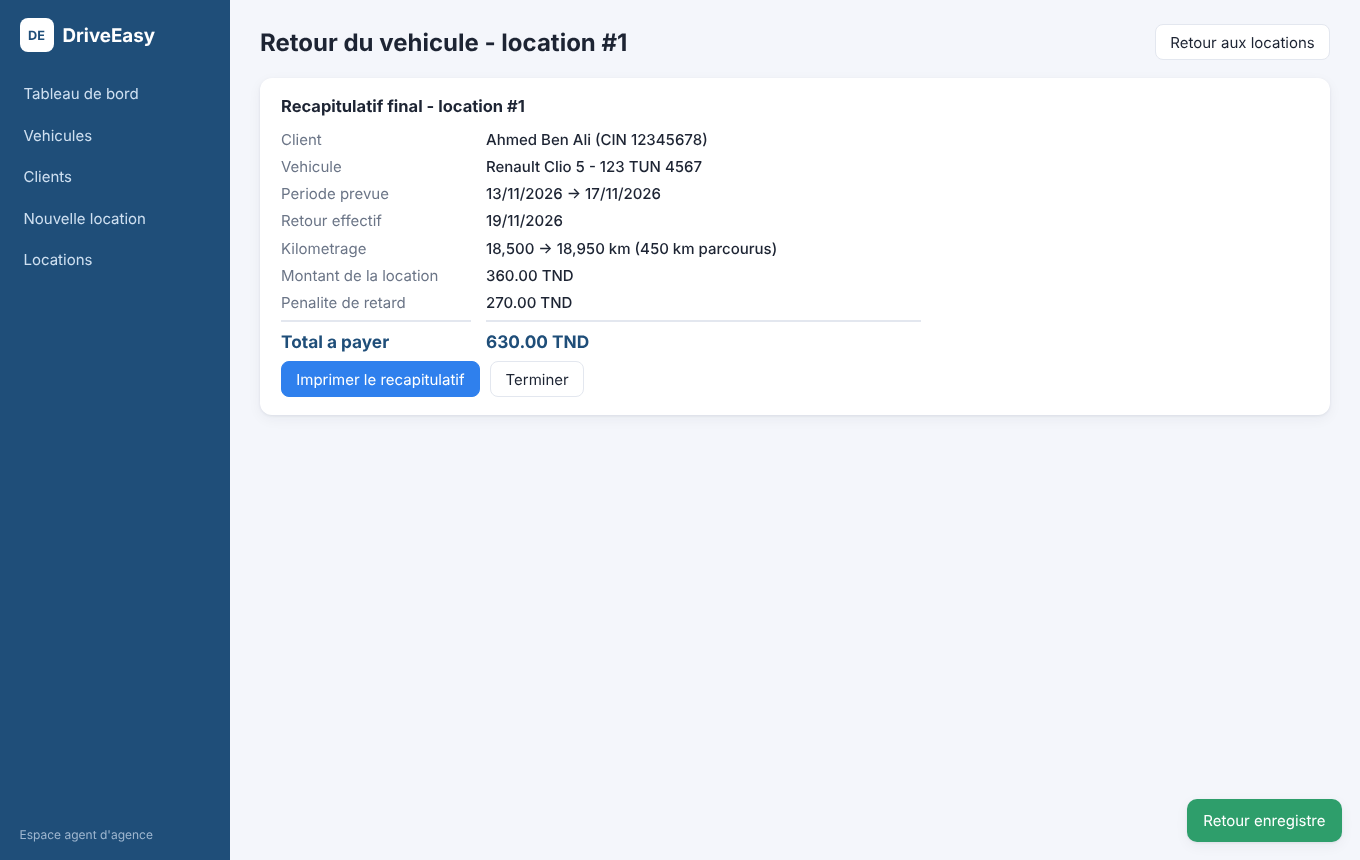 DE DriveEasy
Tableau de bord
Vehicules
Clients
Nouvelle location
Locations
Espace agent d'agence
Retour du vehicule - location #1
Retour aux locations
Recapitulatif final - location #1
Client Ahmed Ben Ali (CIN 12345678)
Vehicule Renault Clio 5 - 123 TUN 4567
Periode prevue 13/11/2026 → 17/11/2026
Retour effectif 19/11/2026
Kilometrage 18,500 → 18,950 km (450 km parcourus)
Montant de la location 360.00 TND
Penalite de retard 270.00 TND
Total a payer 630.00 TND
Imprimer le recapitulatif Terminer
Retour enregistre